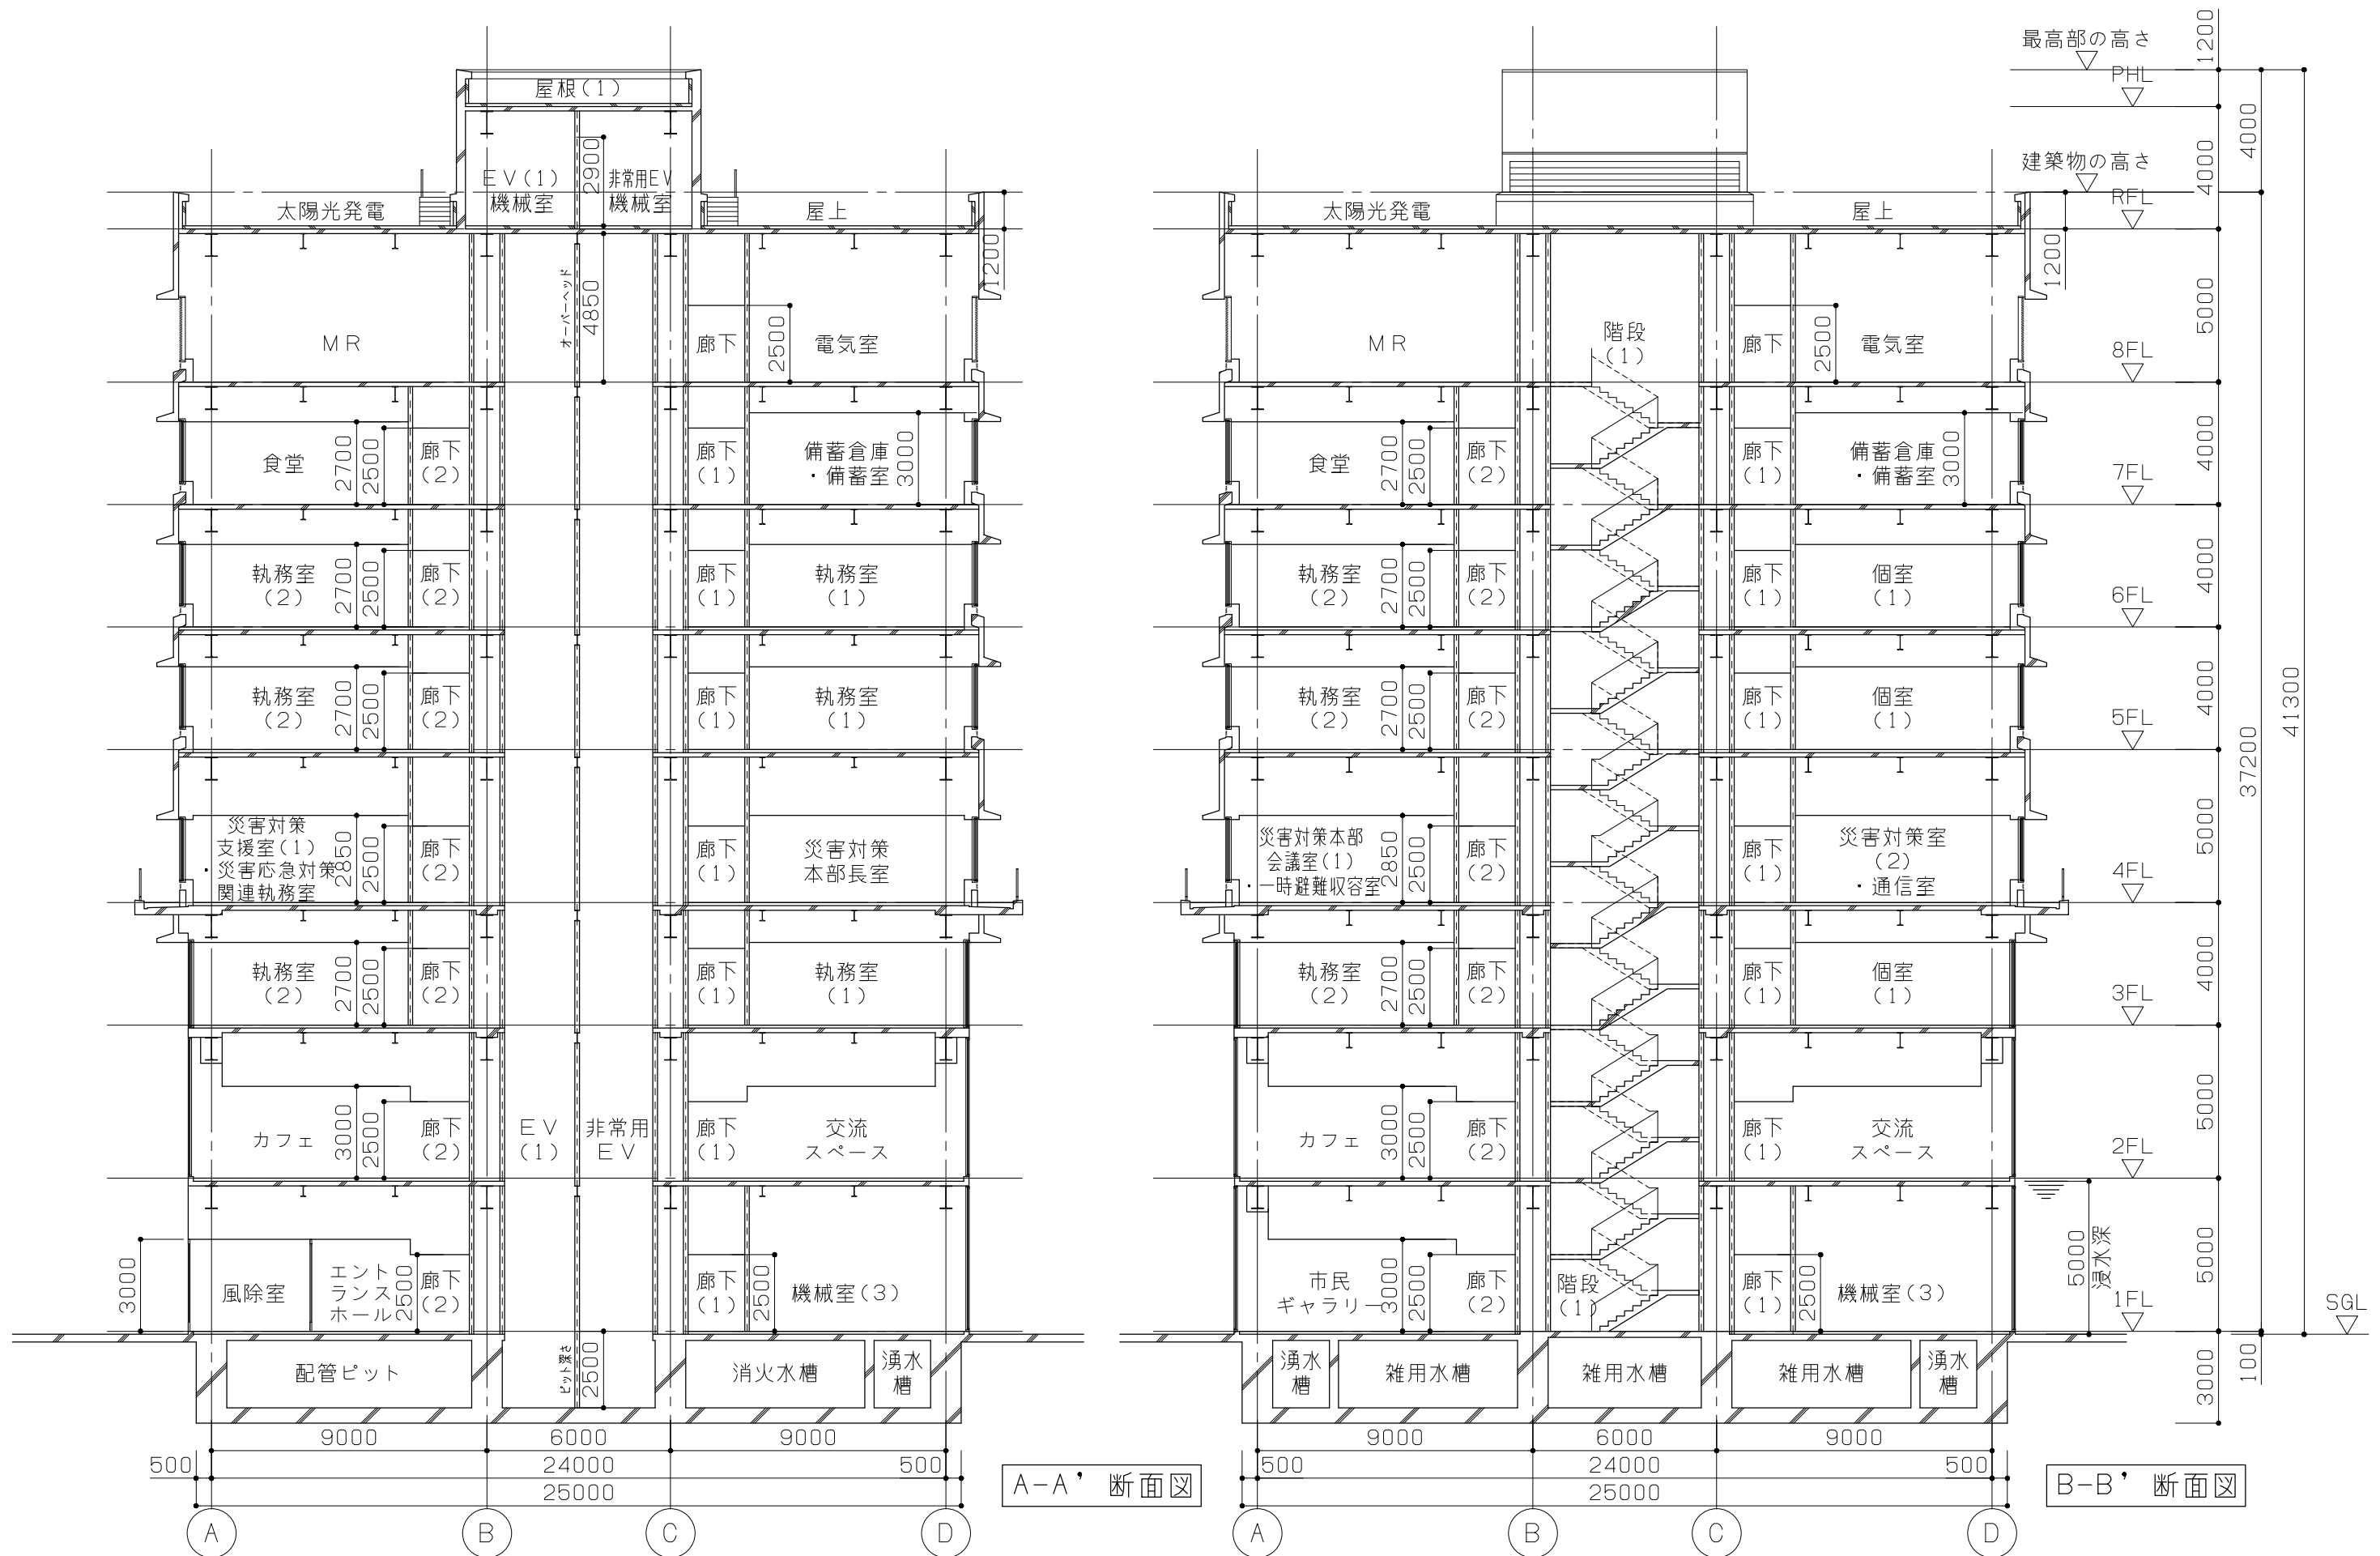 屋根(1)
EV(1)
機械室
非常用EV
機械室
2900
太陽光発電
屋上
1200
オーバーヘッド
4850
MR
廊下
2500
電気室
食堂
2700
2500
廊下
(2)
廊下
(1)
備蓄倉庫
・備蓄室
3000
執務室
(2)
2700
2500
廊下
(2)
廊下
(1)
執務室
(1)
執務室
(2)
2700
2500
廊下
(2)
廊下
(1)
執務室
(1)
災害対策
支援室(1)
・災害応急対策
関連執務室
2850
2500
廊下
(2)
廊下
(1)
災害対策
本部長室
執務室
(2)
2700
2500
廊下
(2)
廊下
(1)
執務室
(1)
カフェ
3000
2500
廊下
(2)
EV
(1)
非常用
EV
廊下
(1)
交流
スペース
3000
風除室
エント
ランス
ホール
2500
廊下
(2)
廊下
(1)
2500
機械室(3)
配管ピット
ピット深さ
2500
消火水槽
湧水
槽
9000
6000
9000
500
24000
500
25000
A
B
C
D
A-A' 断面図
太陽光発電
屋上
1200
MR
階段
(1)
廊下
2500
電気室
食堂
2700
2500
廊下
(2)
廊下
(1)
備蓄倉庫
・備蓄室
3000
執務室
(2)
2700
2500
廊下
(2)
廊下
(1)
個室
(1)
執務室
(2)
2700
2500
廊下
(2)
廊下
(1)
個室
(1)
災害対策本部
会議室(1)
・一時避難収容室
2850
2500
廊下
(2)
廊下
(1)
災害対策室
(2)
・通信室
執務室
(2)
2700
2500
廊下
(2)
廊下
(1)
個室
(1)
カフェ
3000
2500
廊下
(2)
廊下
(1)
交流
スペース
市民
ギャラリー
3000
2500
廊下
(2)
階段
(1)
廊下
(1)
2500
機械室(3)
5000
浸水深
湧水
槽
雑用水槽
雑用水槽
雑用水槽
湧水
槽
9000
6000
9000
500
24000
500
25000
A
B
C
D
B-B' 断面図
最高部の高さ
PHL
建築物の高さ
RFL
8FL
7FL
6FL
5FL
4FL
3FL
2FL
1FL
SGL
1200
4000
5000
4000
4000
4000
5000
4000
5000
5000
3000
4000
37200
100
41300